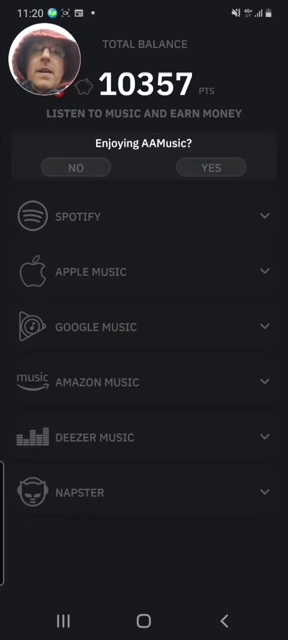 11:20
TOTAL BALANCE
10357 PTS
LISTEN TO MUSIC AND EARN MONEY
Enjoying AAMusic?
NO YES
SPOTIFY
APPLE MUSIC
GOOGLE MUSIC
music AMAZON MUSIC
DEEZER MUSIC
NAPSTER